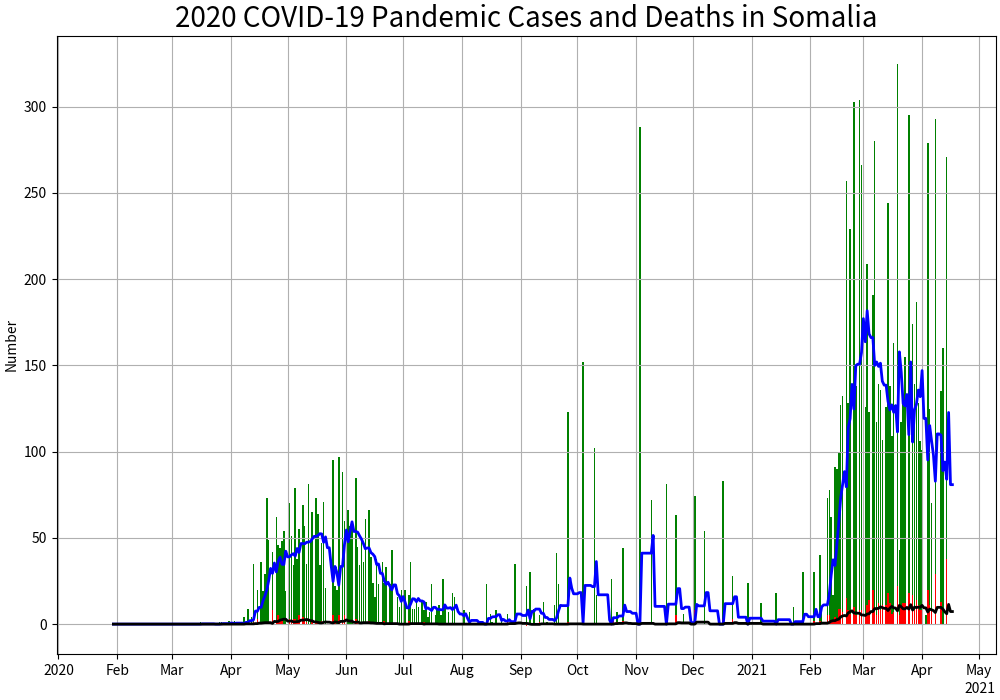 2020 COVID-19 Pandemic Cases and Deaths in Somalia
Number
300
250
200
150
100
50
0
2020 Feb Mar Apr May Jun Jul Aug Sep Oct Nov Dec 2021 Feb Mar Apr May
2021